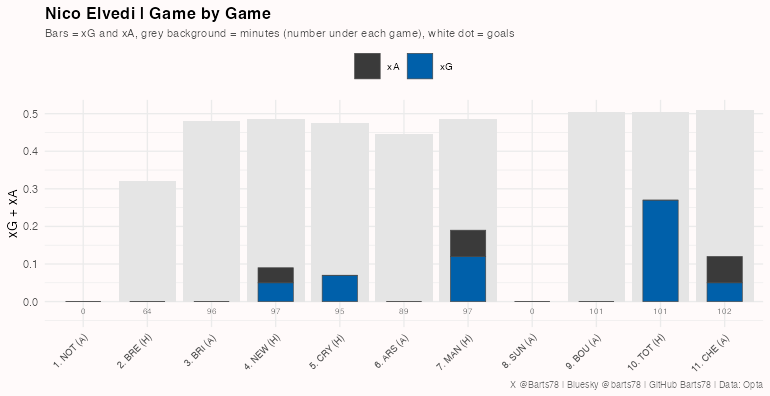 Nico Elvedi | Game by Game
Bars = xG and xA, grey background = minutes (number under each game), white dot = goals
xA xG
xG + xA
0.5
0.4
0.3
0.2
0.1
0.0
0 64 96 97 95 89 97 0 101 101 102
1. NOT (A)
2. BRE (H)
3. BRI (A)
4. NEW (H)
5. CRY (H)
6. ARS (A)
7. MAN (H)
8. SUN (A)
9. BOU (A)
10. TOT (H)
11. CHE (A)
X @Barts78 | Bluesky @barts78 | GitHub Barts78 | Data: Opta